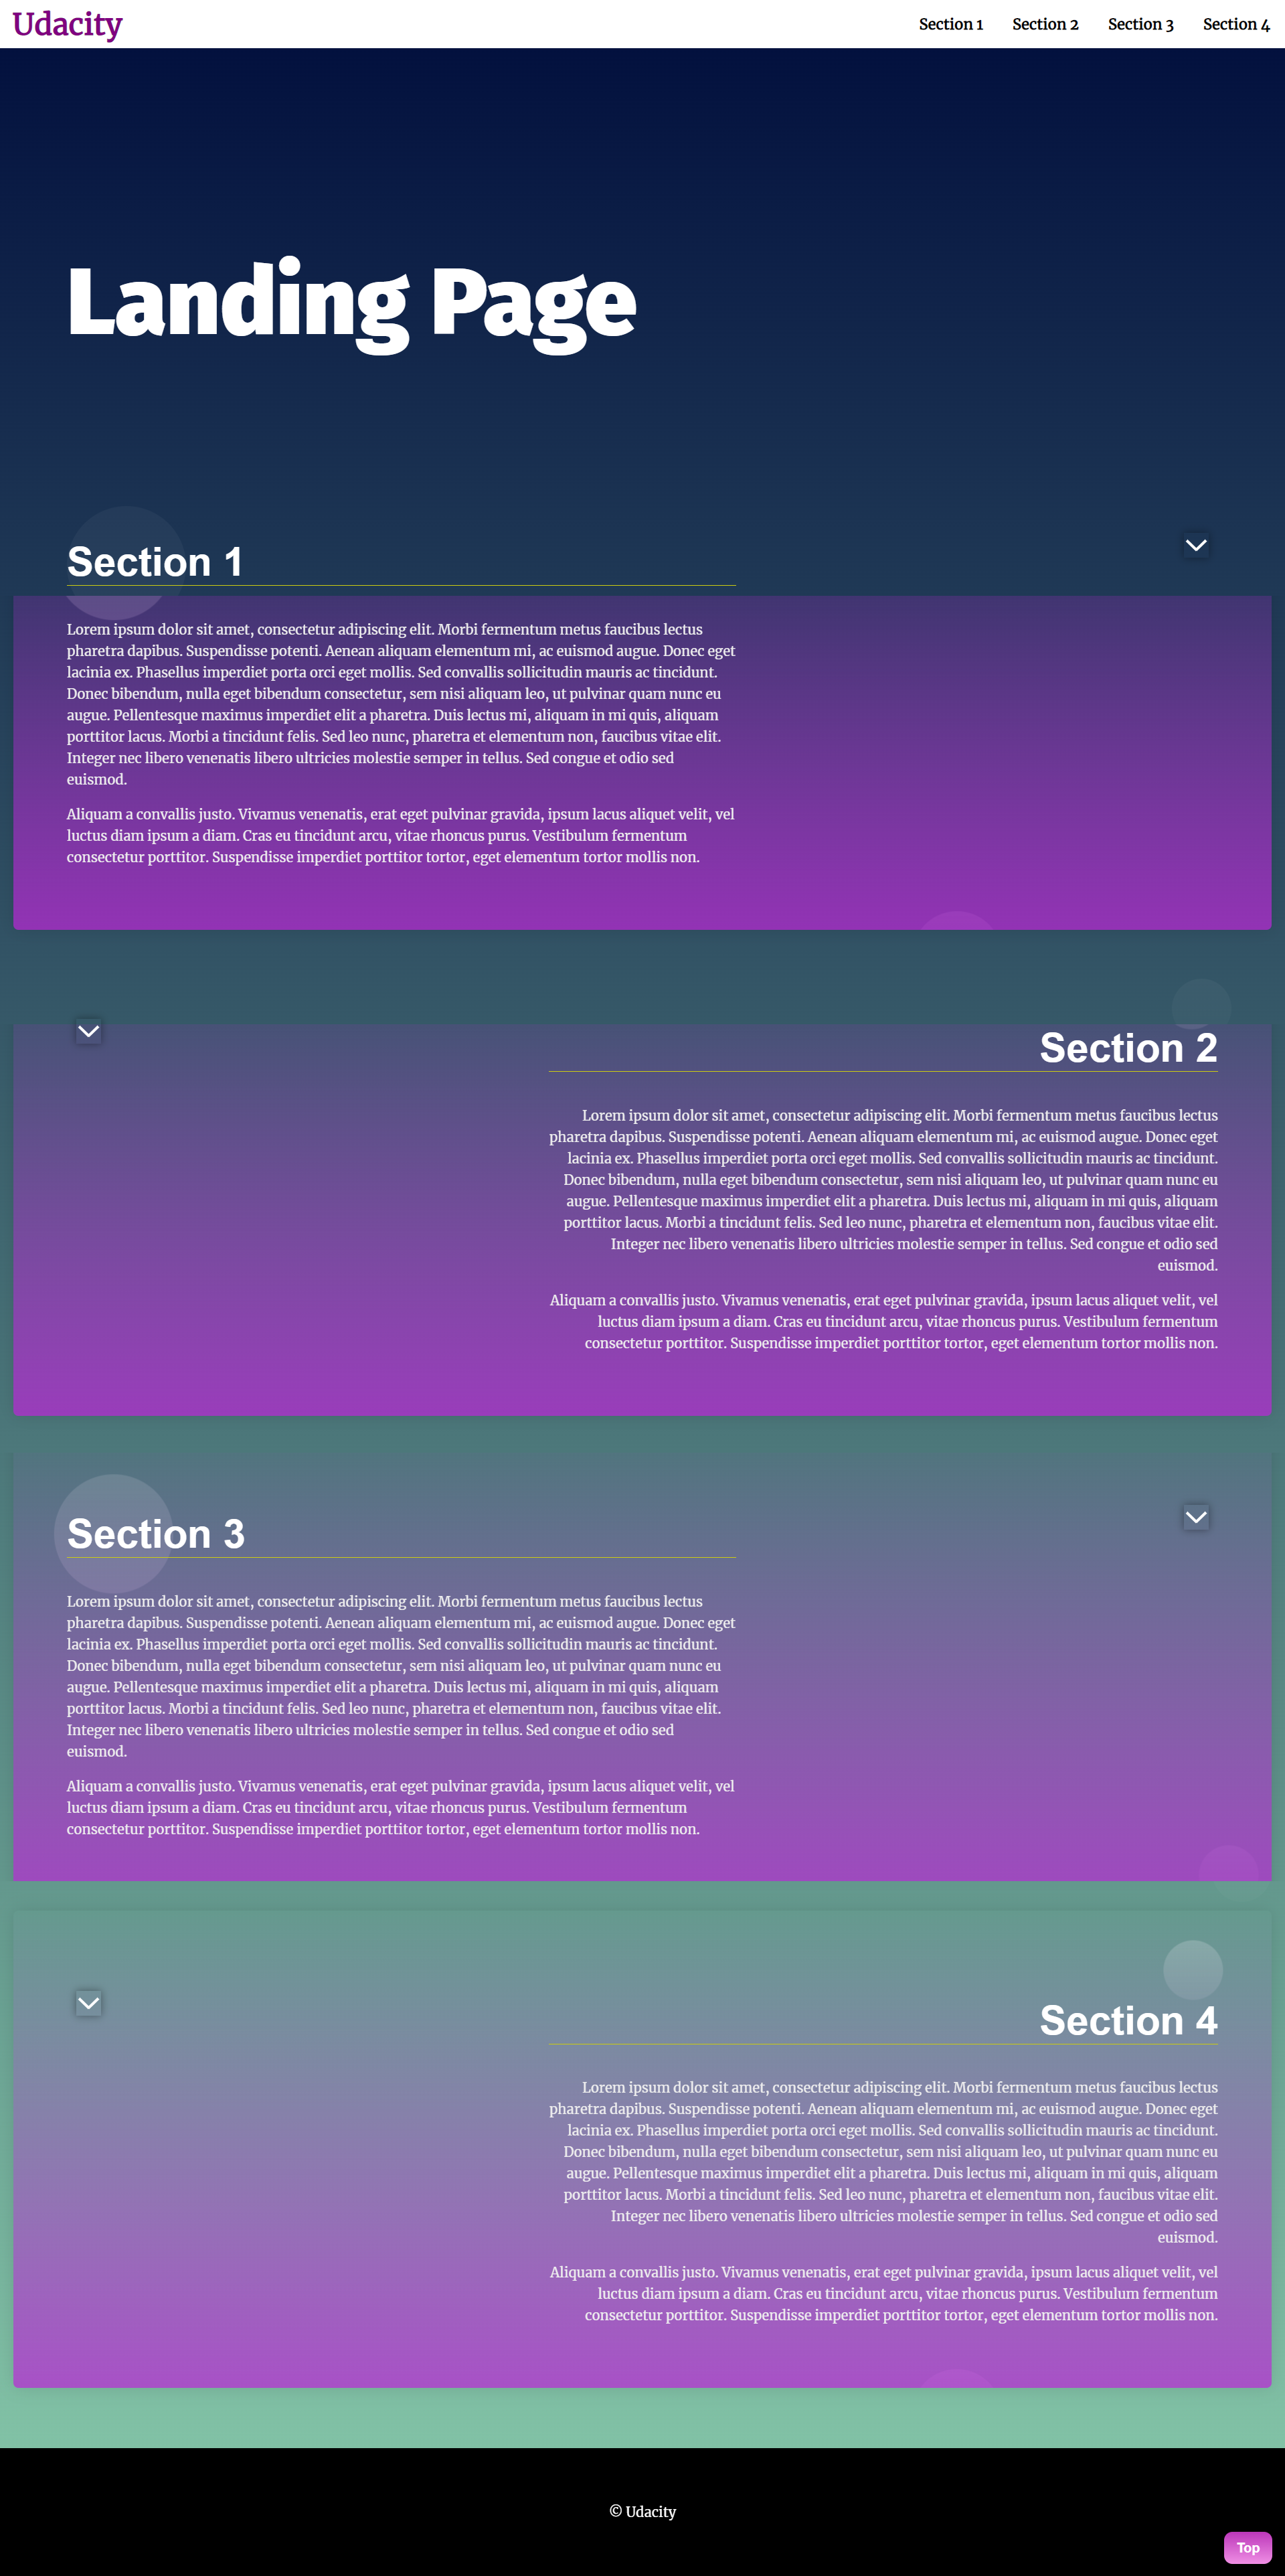 Udacity
Section 1 Section 2 Section 3 Section 4
Landing Page
Section 1
Lorem ipsum dolor sit amet, consectetur adipiscing elit. Morbi fermentum metus faucibus lectus
pharetra dapibus. Suspendisse potenti. Aenean aliquam elementum mi, ac euismod augue. Donec eget
lacinia ex. Phasellus imperdiet porta orci eget mollis. Sed convallis sollicitudin mauris ac tincidunt.
Donec bibendum, nulla eget bibendum consectetur, sem nisi aliquam leo, ut pulvinar quam nunc eu
augue. Pellentesque maximus imperdiet elit a pharetra. Duis lectus mi, aliquam in mi quis, aliquam
porttitor lacus. Morbi a tincidunt felis. Sed leo nunc, pharetra et elementum non, faucibus vitae elit.
Integer nec libero venenatis libero ultricies molestie semper in tellus. Sed congue et odio sed
euismod.
Aliquam a convallis justo. Vivamus venenatis, erat eget pulvinar gravida, ipsum lacus aliquet velit, vel
luctus diam ipsum a diam. Cras eu tincidunt arcu, vitae rhoncus purus. Vestibulum fermentum
consectetur porttitor. Suspendisse imperdiet porttitor tortor, eget elementum tortor mollis non.
Section 2
Lorem ipsum dolor sit amet, consectetur adipiscing elit. Morbi fermentum metus faucibus lectus
pharetra dapibus. Suspendisse potenti. Aenean aliquam elementum mi, ac euismod augue. Donec eget
lacinia ex. Phasellus imperdiet porta orci eget mollis. Sed convallis sollicitudin mauris ac tincidunt.
Donec bibendum, nulla eget bibendum consectetur, sem nisi aliquam leo, ut pulvinar quam nunc eu
augue. Pellentesque maximus imperdiet elit a pharetra. Duis lectus mi, aliquam in mi quis, aliquam
porttitor lacus. Morbi a tincidunt felis. Sed leo nunc, pharetra et elementum non, faucibus vitae elit.
Integer nec libero venenatis libero ultricies molestie semper in tellus. Sed congue et odio sed
euismod.
Aliquam a convallis justo. Vivamus venenatis, erat eget pulvinar gravida, ipsum lacus aliquet velit, vel
luctus diam ipsum a diam. Cras eu tincidunt arcu, vitae rhoncus purus. Vestibulum fermentum
consectetur porttitor. Suspendisse imperdiet porttitor tortor, eget elementum tortor mollis non.
Section 3
Lorem ipsum dolor sit amet, consectetur adipiscing elit. Morbi fermentum metus faucibus lectus
pharetra dapibus. Suspendisse potenti. Aenean aliquam elementum mi, ac euismod augue. Donec eget
lacinia ex. Phasellus imperdiet porta orci eget mollis. Sed convallis sollicitudin mauris ac tincidunt.
Donec bibendum, nulla eget bibendum consectetur, sem nisi aliquam leo, ut pulvinar quam nunc eu
augue. Pellentesque maximus imperdiet elit a pharetra. Duis lectus mi, aliquam in mi quis, aliquam
porttitor lacus. Morbi a tincidunt felis. Sed leo nunc, pharetra et elementum non, faucibus vitae elit.
Integer nec libero venenatis libero ultricies molestie semper in tellus. Sed congue et odio sed
euismod.
Aliquam a convallis justo. Vivamus venenatis, erat eget pulvinar gravida, ipsum lacus aliquet velit, vel
luctus diam ipsum a diam. Cras eu tincidunt arcu, vitae rhoncus purus. Vestibulum fermentum
consectetur porttitor. Suspendisse imperdiet porttitor tortor, eget elementum tortor mollis non.
Section 4
Lorem ipsum dolor sit amet, consectetur adipiscing elit. Morbi fermentum metus faucibus lectus
pharetra dapibus. Suspendisse potenti. Aenean aliquam elementum mi, ac euismod augue. Donec eget
lacinia ex. Phasellus imperdiet porta orci eget mollis. Sed convallis sollicitudin mauris ac tincidunt.
Donec bibendum, nulla eget bibendum consectetur, sem nisi aliquam leo, ut pulvinar quam nunc eu
augue. Pellentesque maximus imperdiet elit a pharetra. Duis lectus mi, aliquam in mi quis, aliquam
porttitor lacus. Morbi a tincidunt felis. Sed leo nunc, pharetra et elementum non, faucibus vitae elit.
Integer nec libero venenatis libero ultricies molestie semper in tellus. Sed congue et odio sed
euismod.
Aliquam a convallis justo. Vivamus venenatis, erat eget pulvinar gravida, ipsum lacus aliquet velit, vel
luctus diam ipsum a diam. Cras eu tincidunt arcu, vitae rhoncus purus. Vestibulum fermentum
consectetur porttitor. Suspendisse imperdiet porttitor tortor, eget elementum tortor mollis non.
© Udacity
Top